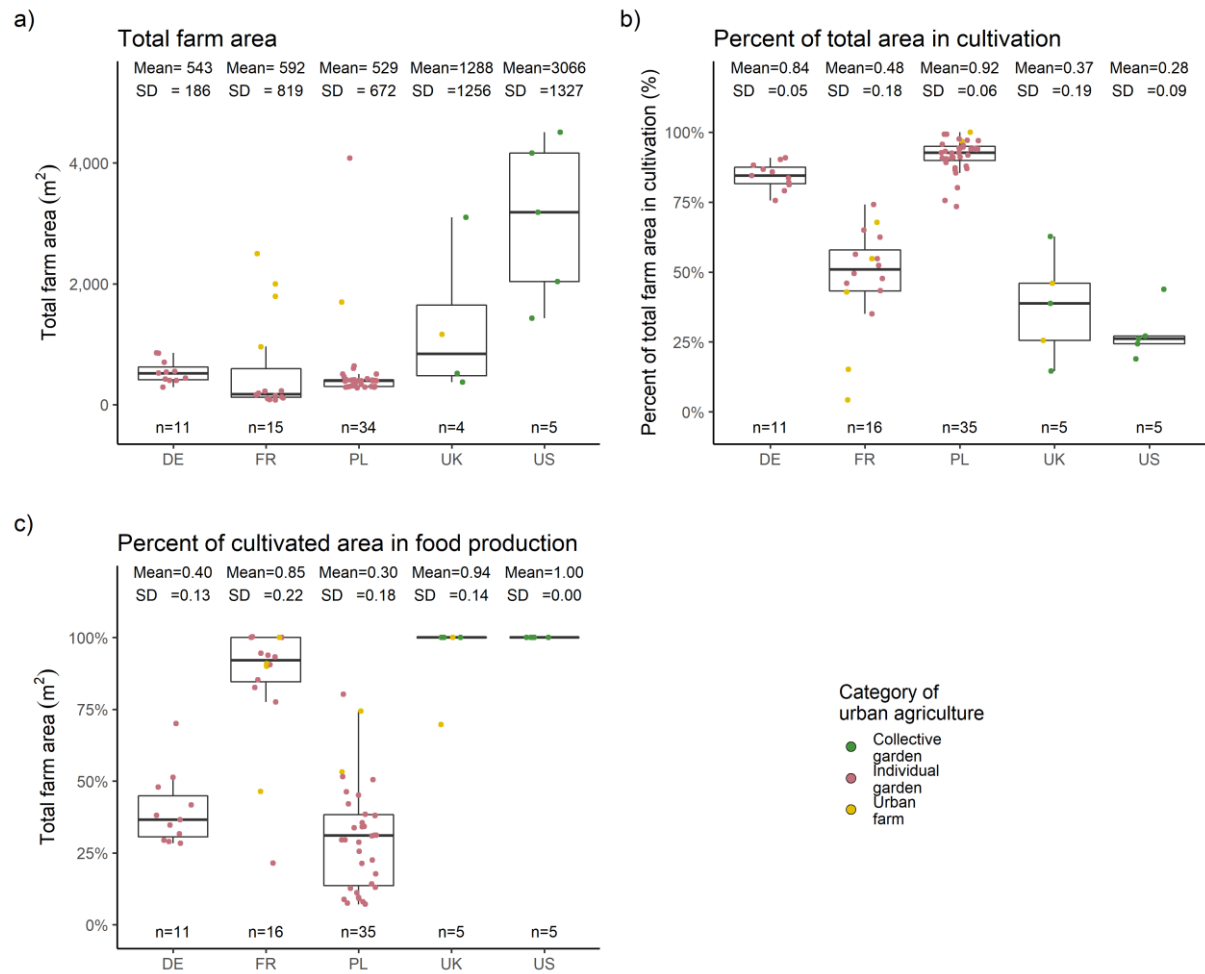 a)
Total farm area
Mean= 543 Mean= 592 Mean= 529 Mean=1288 Mean=3066
SD = 186 SD = 819 SD = 672 SD =1256 SD =1327
Total farm area (m²)
4,000
2,000
0
n=11 n=15 n=34 n=4 n=5
DE FR PL UK US
b)
Percent of total area in cultivation
Mean=0.84 Mean=0.48 Mean=0.92 Mean=0.37 Mean=0.28
SD =0.05 SD =0.18 SD =0.06 SD =0.19 SD =0.09
Percent of total farm area in cultivation (%)
100%
75%
50%
25%
0%
n=11 n=16 n=35 n=5 n=5
DE FR PL UK US
c)
Percent of cultivated area in food production
Mean=0.40 Mean=0.85 Mean=0.30 Mean=0.94 Mean=1.00
SD =0.13 SD =0.22 SD =0.18 SD =0.14 SD =0.00
Total farm area (m²)
100%
75%
50%
25%
0%
n=11 n=16 n=35 n=5 n=5
DE FR PL UK US
Category of
urban agriculture
Collective
garden
Individual
garden
Urban
farm